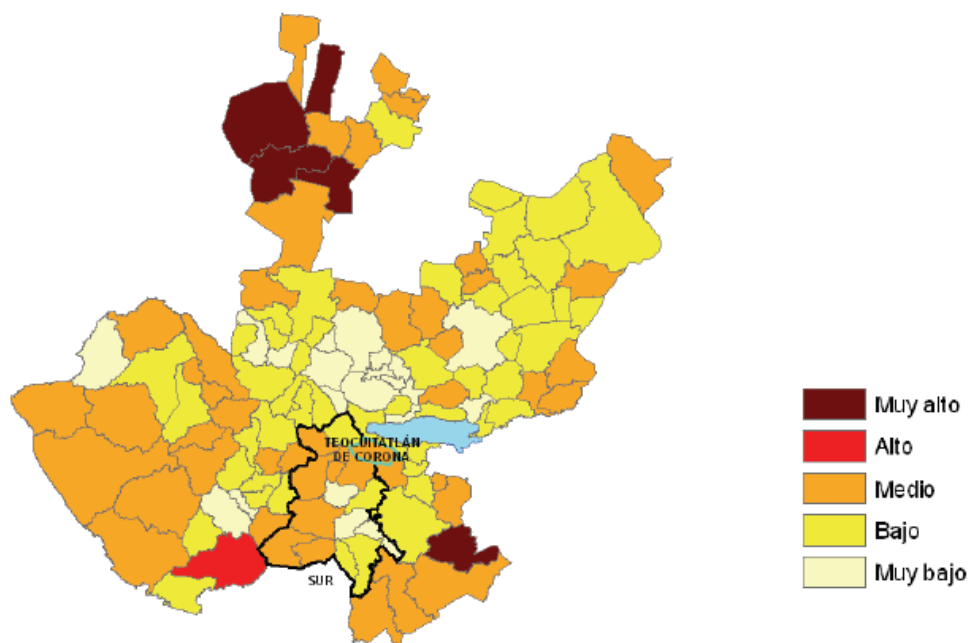 TEOCUITATLÁN
DE CORONA
SUR
Muy alto
Alto
Medio
Bajo
Muy bajo